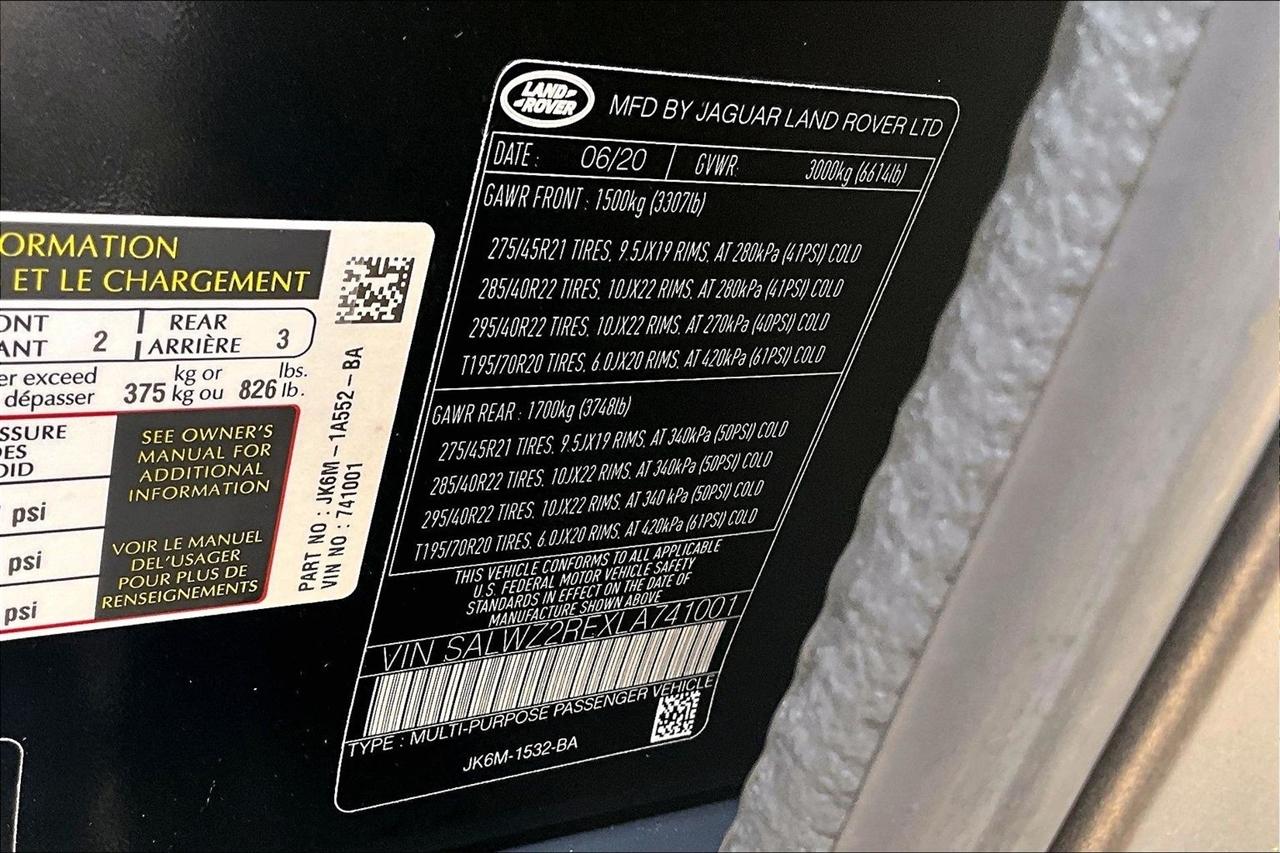 ORMATION
ET LE CHARGEMENT
ONT
ANT
2
REAR
ARRIÈRE
3
er exceed
dépasser
375
kg or
kg ou
826
lbs.
lb.
SSURE
DES
OID
psi
psi
psi
SEE OWNER'S
MANUAL FOR
ADDITIONAL
INFORMATION
VOIR LE MANUEL
DEL'USAGER
POUR PLUS DE
RENSEIGNEMENTS
PART NO : JK6M-1A552-BA
VIN NO : 741001
LAND-
-ROVER
MFD BY JAGUAR LAND ROVER LTD
DATE : 06/20 GVWR: 3000kg (6614lb)
GAWR FRONT : 1500kg (3307lb)
275/45R21 TIRES, 9.5JX19 RIMS, AT 280kPa (41PSI) COLD
285/40R22 TIRES, 10JX22 RIMS, AT 280kPa (41PSI) COLD
295/40R22 TIRES, 10JX22 RIMS, AT 270kPa (40PSI) COLD
T195/70R20 TIRES, 6.0JX20 RIMS, AT 420kPa (61PSI) COLD
GAWR REAR : 1700kg (3748lb)
275/45R21 TIRES, 9.5JX19 RIMS, AT 340kPa (50PSI) COLD
285/40R22 TIRES, 10JX22 RIMS, AT 340kPa (50PSI) COLD
295/40R22 TIRES, 10JX22 RIMS, AT 340 kPa (50PSI) COLD
T195/70R20 TIRES, 6.0JX20 RIMS, AT 420kPa (61PSI) COLD
THIS VEHICLE CONFORMS TO ALL APPLICABLE
U.S. FEDERAL MOTOR VEHICLE SAFETY
STANDARDS IN EFFECT ON THE DATE OF
MANUFACTURE SHOWN ABOVE
VIN SALWZ2REXLA741001
TYPE : MULTI-PURPOSE PASSENGER VEHICLE
JK6M-1532-BA